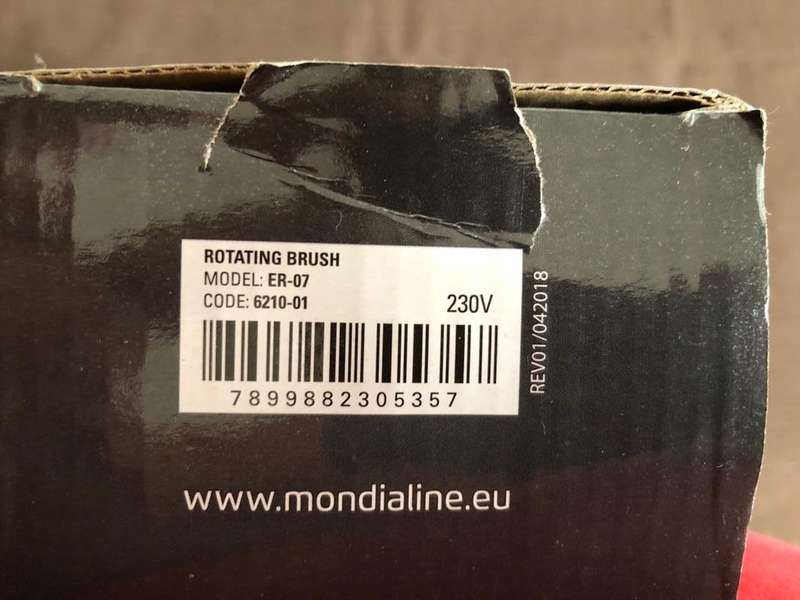 ROTATING BRUSH
MODEL: ER-07
CODE: 6210-01
230V
7899882305357
REV01/042018
www.mondialine.eu